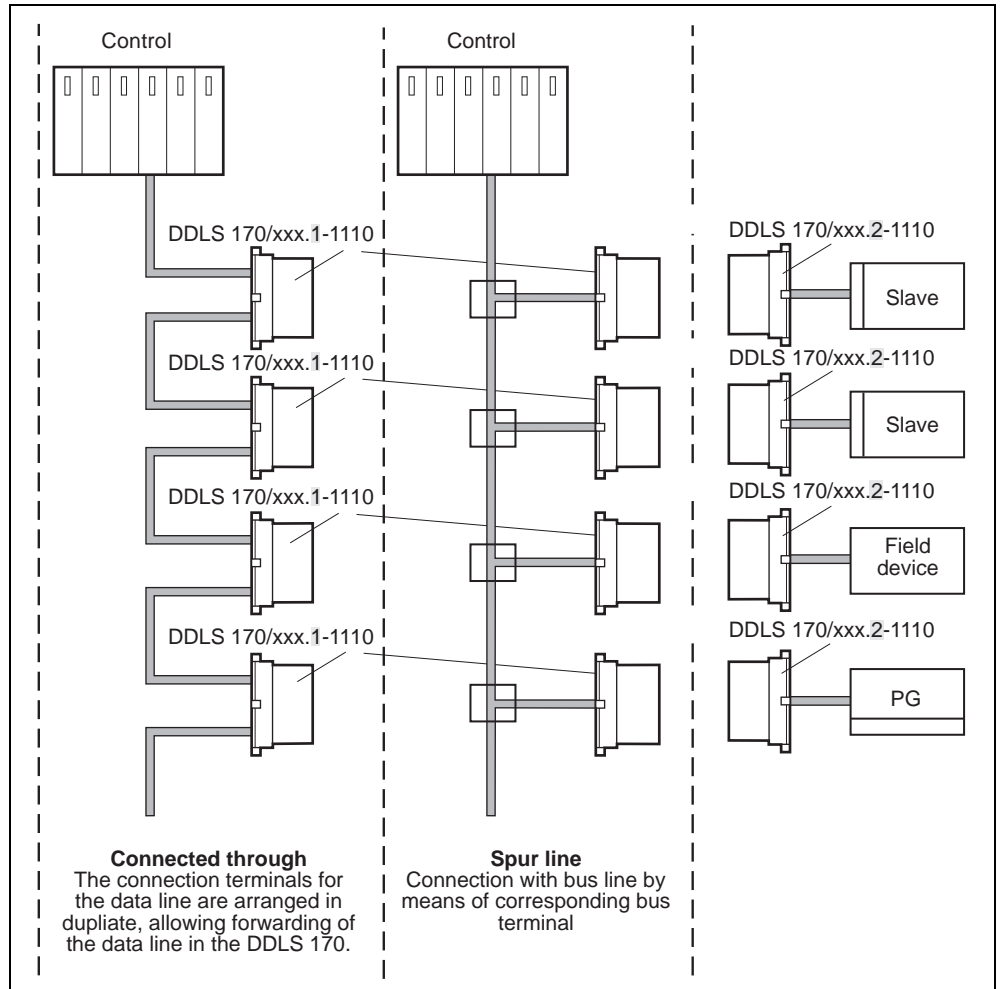 Control
DDLS 170/xxx.1-1110
DDLS 170/xxx.1-1110
DDLS 170/xxx.1-1110
DDLS 170/xxx.1-1110
Connected through
The connection terminals for
the data line are arranged in
dupliate, allowing forwarding of
the data line in the DDLS 170.
Control
Spur line
Connection with bus line by
means of corresponding bus
terminal
DDLS 170/xxx.2-1110
Slave
DDLS 170/xxx.2-1110
Slave
DDLS 170/xxx.2-1110
Field
device
DDLS 170/xxx.2-1110
PG